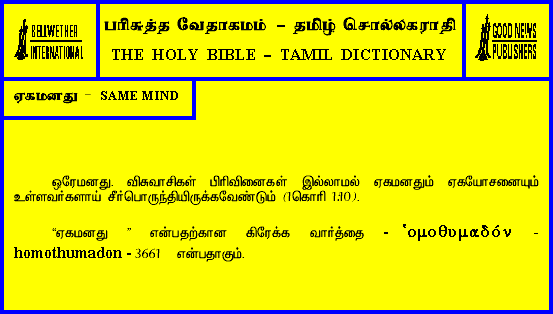 BELLWETHER
INTERNATIONAL
பரிசுத்த வேதாகமம் - தமிழ் சொல்லகராதி
THE HOLY BIBLE - TAMIL DICTIONARY
GOOD NEWS
PUBLISHERS
ஏகமனது - SAME MIND
ஒரேமனது. விசுவாசிகள் பிரிவினைகள் இல்லாமல் ஏகமனதும் ஏகயோசனையும்
உள்ளவர்களாய் சீர்பொருந்தியிருக்கவேண்டும் (1கொரி 1:10).
“ஏகமனது ” என்பதற்கான கிரேக்க வார்த்தை - ʽομοθυμαδόν -
homothumadon - 3661 என்பதாகும்.